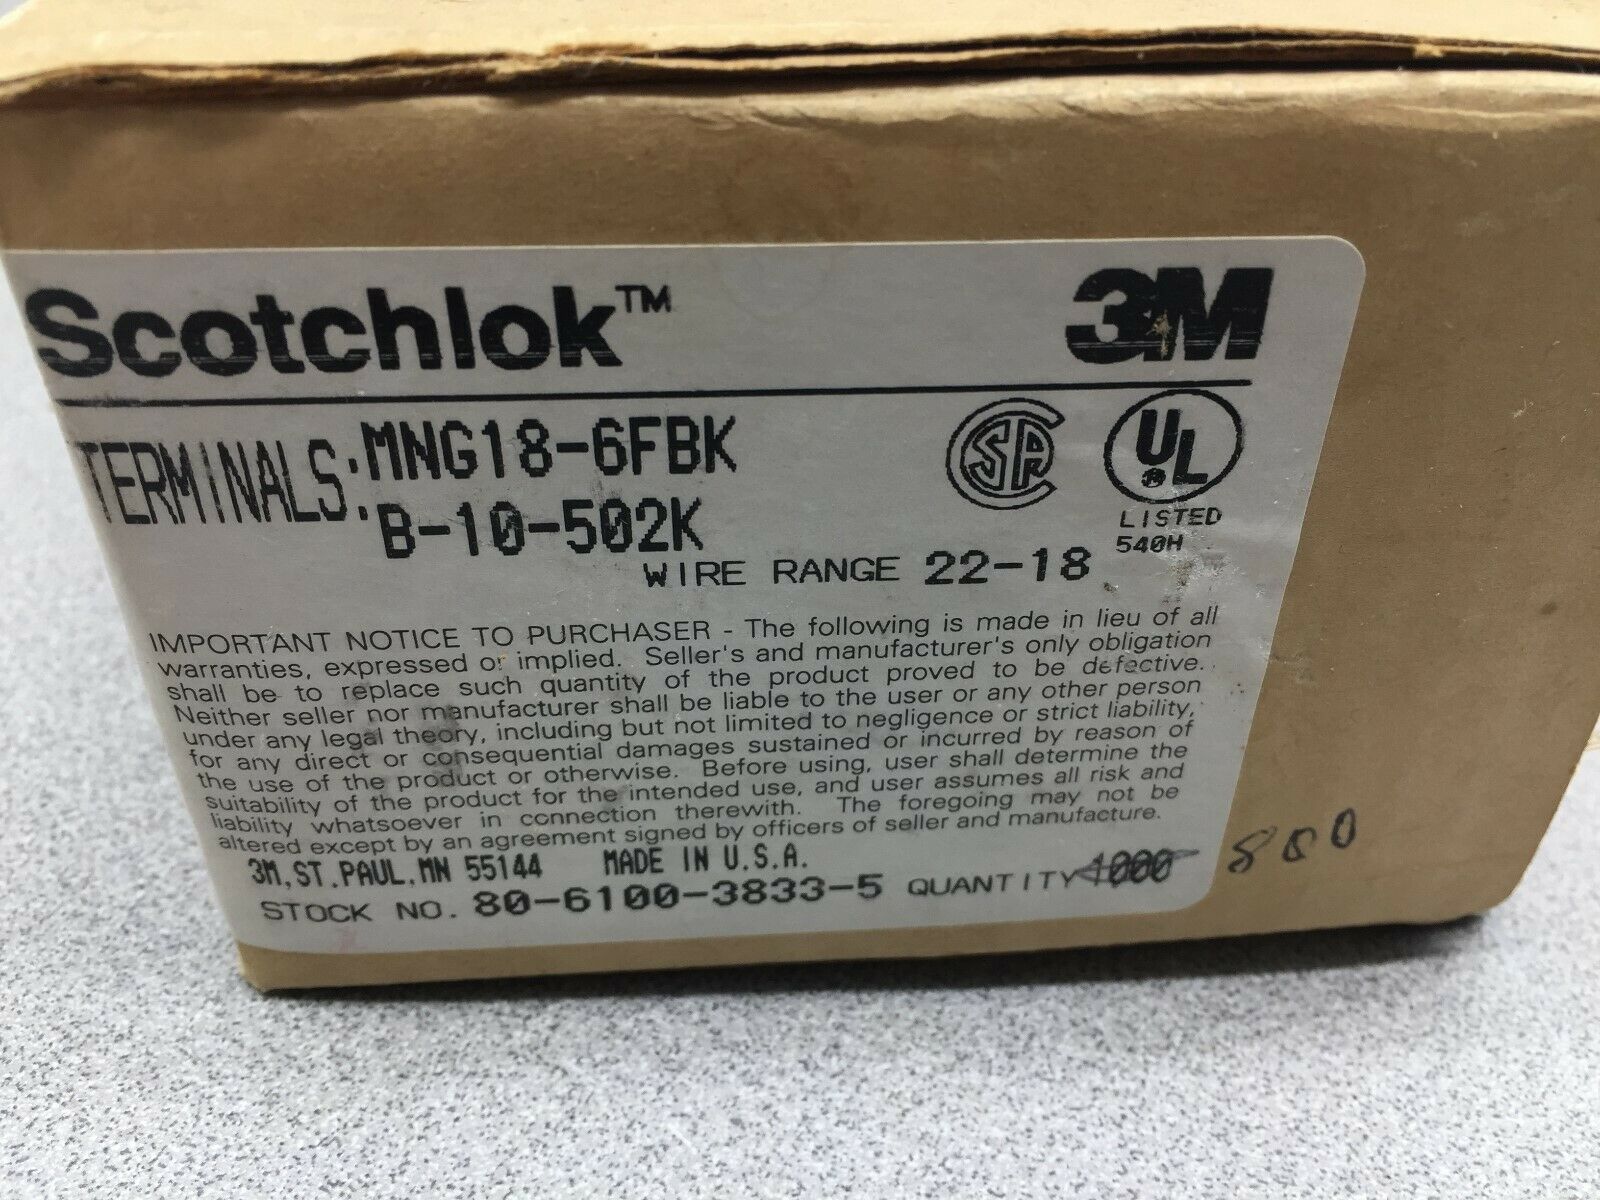 Scotchlok™ 3M
TERMINALS: MNG18-6FBK
B-10-502K
WIRE RANGE 22-18
CSA
UL
LISTED
540H
IMPORTANT NOTICE TO PURCHASER - The following is made in lieu of all
warranties, expressed or implied. Seller's and manufacturer's only obligation
shall be to replace such quantity of the product proved to be defective.
Neither seller nor manufacturer shall be liable to the user or any other person
under any legal theory, including but not limited to negligence or strict liability,
for any direct or consequential damages sustained or incurred by reason of
the use of the product or otherwise. Before using, user shall determine the
suitability of the product for the intended use, and user assumes all risk and
liability whatsoever in connection therewith. The foregoing may not be
altered except by an agreement signed by officers of seller and manufacture.
3M, ST. PAUL, MN 55144 MADE IN U.S.A.
STOCK NO. 80-6100-3833-5 QUANTITY 1000 800